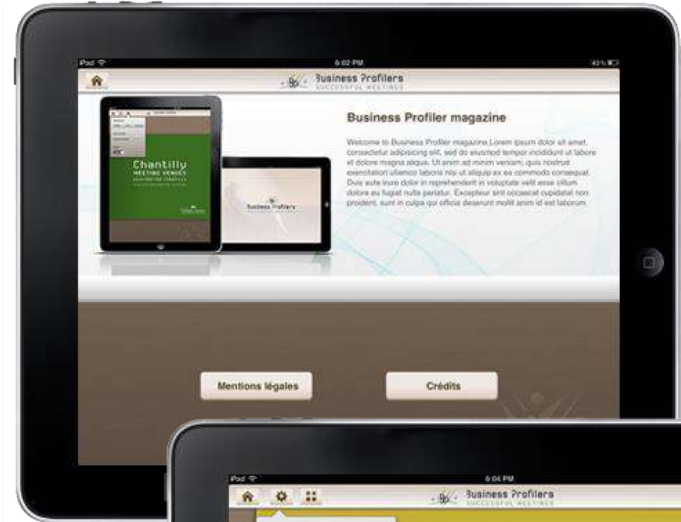 iPad 6:02 PM 43%
Business Profilers
SUCCESSFUL MEETINGS
Business Profiler magazine
Welcome to Business Profiler magazine,Lorem ipsum dolor sit amet,
consectetur adipisicing elit, sed do eiusmod tempor incididunt ut labore
et dolore magna aliqua. Ut enim ad minim veniam, quis nostrud
exercitation ullamco laboris nisi ut aliquip ex ea commodo consequat.
Duis aute irure dolor in reprehenderit in voluptate velit esse cillum
dolore eu fugiat nulla pariatur. Excepteur sint occaecat cupidatat non
proident, sunt in culpa qui officia deserunt mollit anim id est laborum
Chantilly
MEETING VENUES
DESTINATION CHANTILLY
Business Profilers
Mentions légales
Crédits
iPad 6:04 PM
Business Profilers
SUCCESSFUL MEETINGS